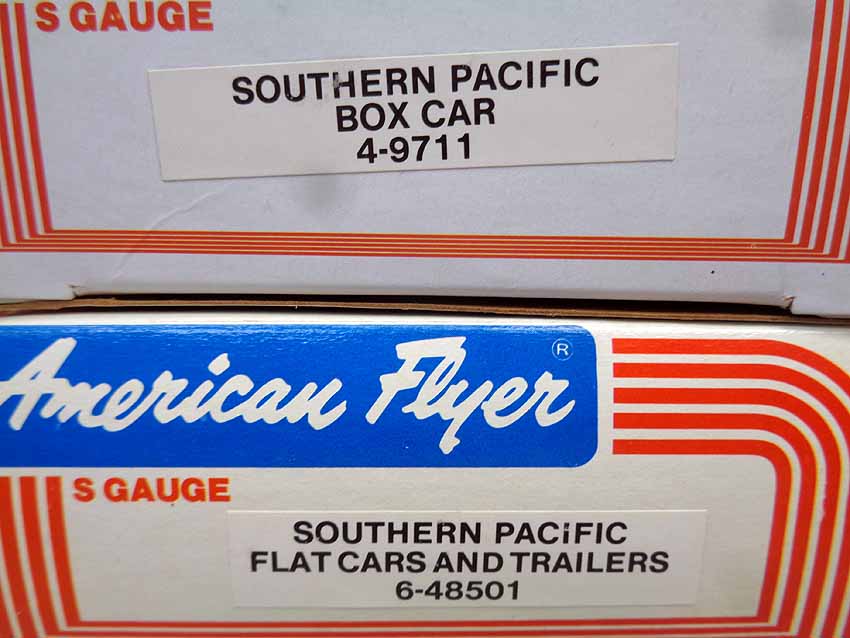 S GAUGE
SOUTHERN PACIFIC
BOX CAR
4-9711
American Flyer ®
S GAUGE
SOUTHERN PACIFIC
FLAT CARS AND TRAILERS
6-48501